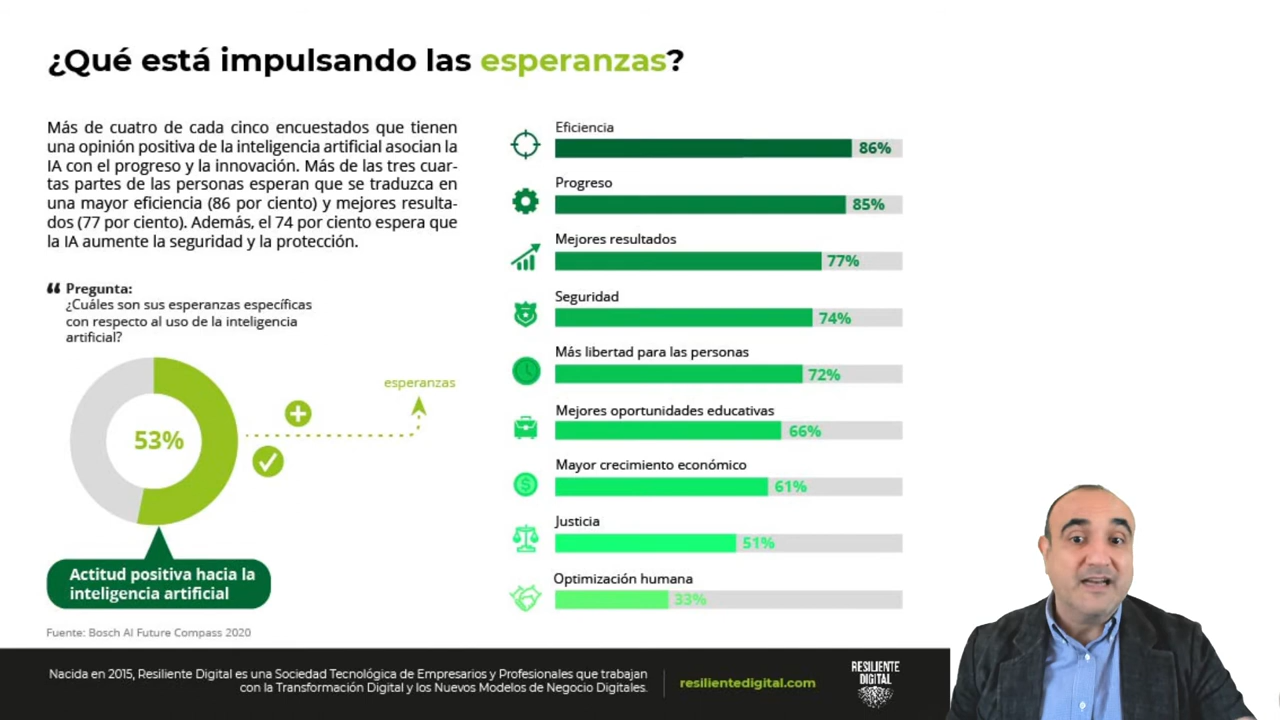 ¿Qué está impulsando las esperanzas?
Más de cuatro de cada cinco encuestados que tienen
una opinión positiva de la inteligencia artificial asocian la
IA con el progreso y la innovación. Más de las tres cuar-
tas partes de las personas esperan que se traduzca en
una mayor eficiencia (86 por ciento) y mejores resulta-
dos (77 por ciento). Además, el 74 por ciento espera que
la IA aumente la seguridad y la protección.
Pregunta:
¿Cuáles son sus esperanzas específicas
con respecto al uso de la inteligencia
artificial?
53%
esperanzas
Actitud positiva hacia la
inteligencia artificial
Fuente: Bosch AI Future Compass 2020
Eficiencia
86%
Progreso
85%
Mejores resultados
77%
Seguridad
74%
Más libertad para las personas
72%
Mejores oportunidades educativas
66%
Mayor crecimiento económico
61%
Justicia
51%
Optimización humana
33%
Nacida en 2015, Resiliente Digital es una Sociedad Tecnológica de Empresarios y Profesionales que trabajan
con la Transformación Digital y los Nuevos Modelos de Negocio Digitales.
resilientedigital.com
RESILIENTE
DIGITAL